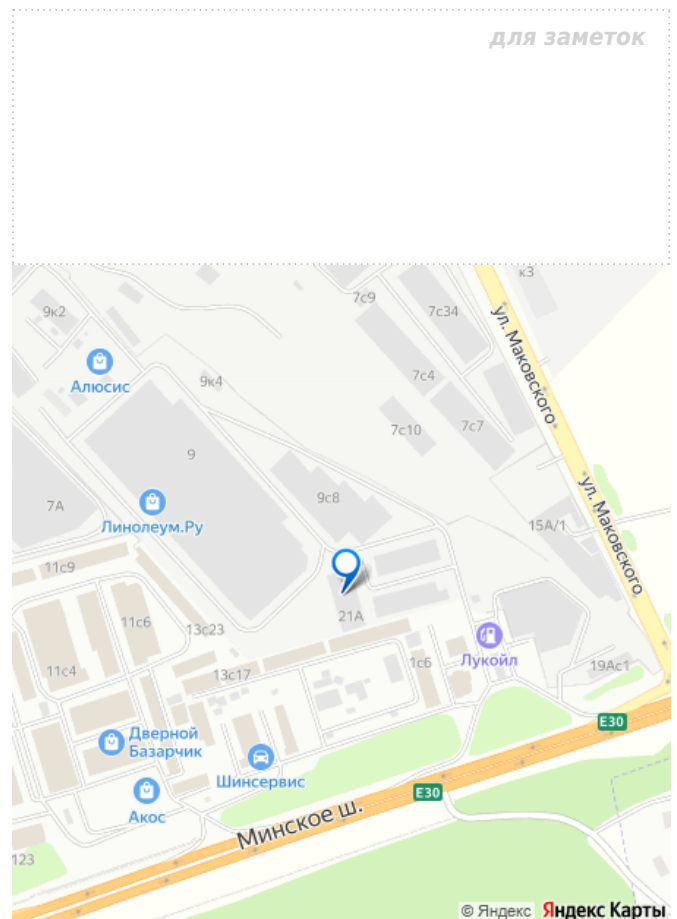 для заметок
к3
7с9
9к2
7с34
ул. Маковского
Алюсис
9к4
7с4
7с10
7с7
9
9с8
7А
Линолеум.Ру
ул. Маковского
15А/1
11с9
11с6
13с23
21А
Лукойл
1с6
19Ас1
11с4
13с17
E30
Дверной
Базарчик
Шинсервис
E30
Акос
Минское ш.
123
© Яндекс Яндекс Карты